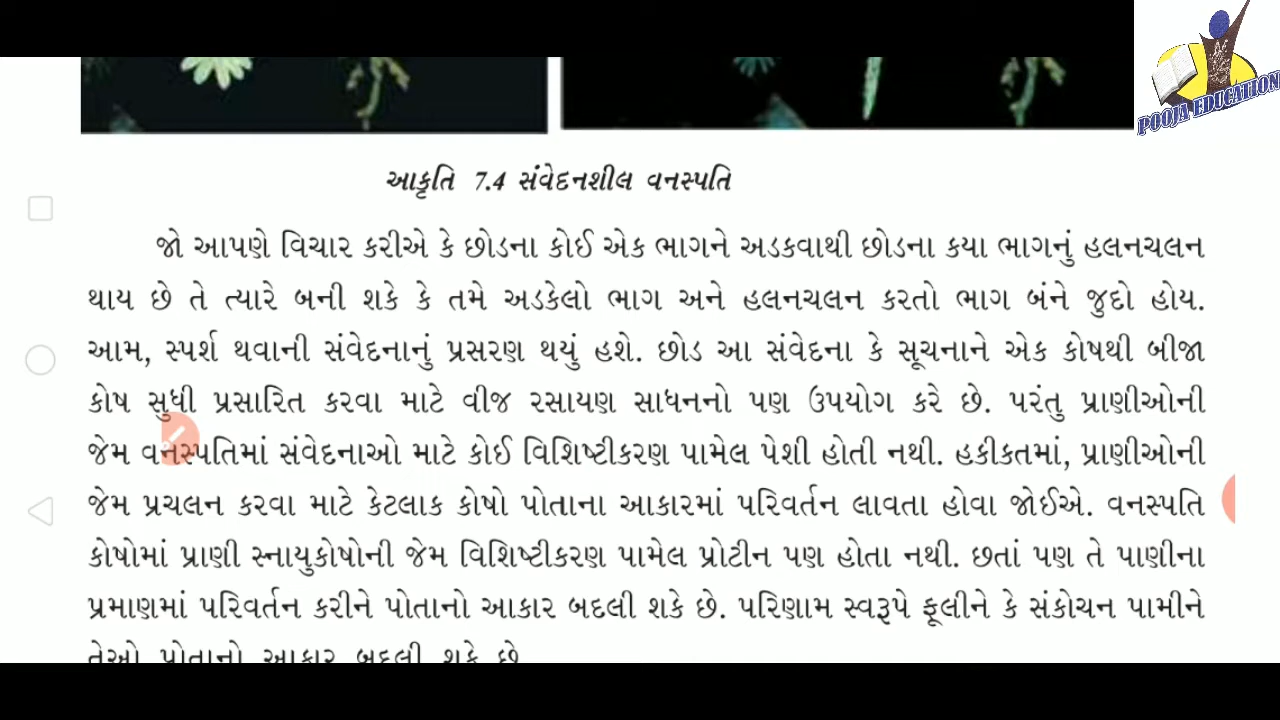 POOJA EDUCATION
આકૃતિ 7.4 સંવેદનશીલ વનસ્પતિ
જો આપણે વિચાર કરીએ કે છોડના કોઈ એક ભાગને અડકવાથી છોડના કયા ભાગનું હલનચલન
થાય છે તે ત્યારે બની શકે કે તમે અડકેલો ભાગ અને હલનચલન કરતો ભાગ બંને જુદો હોય.
આમ, સ્પર્શ થવાની સંવેદનાનું પ્રસરણ થયું હશે. છોડ આ સંવેદના કે સૂચનાને એક કોષથી બીજા
કોષ સુધી પ્રસારિત કરવા માટે વીજ રસાયણ સાધનનો પણ ઉપયોગ કરે છે. પરંતુ પ્રાણીઓની
જેમ વનસ્પતિમાં સંવેદનાઓ માટે કોઈ વિશિષ્ટીકરણ પામેલ પેશી હોતી નથી. હકીકતમાં, પ્રાણીઓની
જેમ પ્રચલન કરવા માટે કેટલાક કોષો પોતાના આકારમાં પરિવર્તન લાવતા હોવા જોઈએ. વનસ્પતિ
કોષોમાં પ્રાણી સ્નાયુકોષોની જેમ વિશિષ્ટીકરણ પામેલ પ્રોટીન પણ હોતા નથી. છતાં પણ તે પાણીના
પ્રમાણમાં પરિવર્તન કરીને પોતાનો આકાર બદલી શકે છે. પરિણામ સ્વરૂપે ફૂલીને કે સંકોચન પામીને
તેઓ પોતાનો આકાર બદલી શકે છે